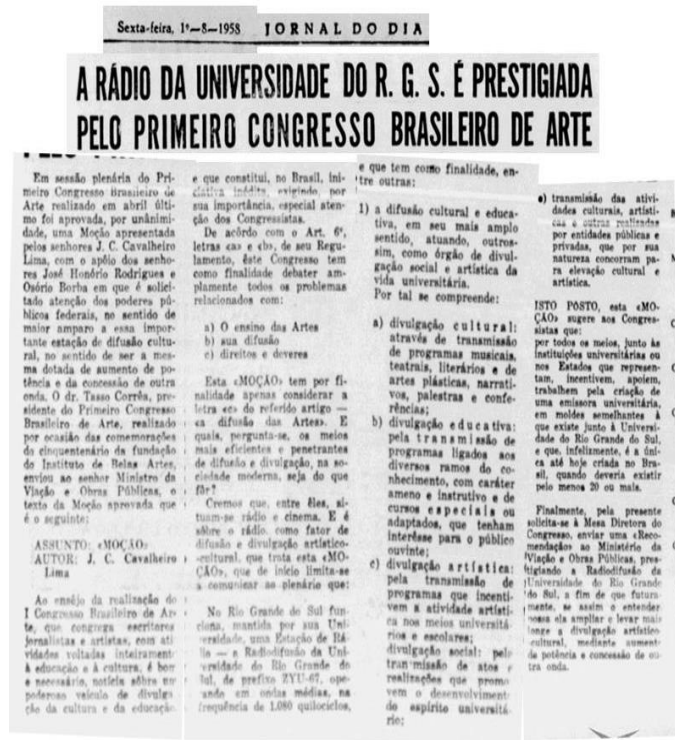 Sexta-feira, 1º-8-1958 JORNAL DO DIA
A RÁDIO DA UNIVERSIDADE DO R. G. S. É PRESTIGIADA
PELO PRIMEIRO CONGRESSO BRASILEIRO DE ARTE
Em sessão plenária do Pri-
meiro Congresso Brasileiro de
Arte realizado em abril últi-
mo foi aprovada, por unânimi-
dade, uma Moção apresentada
pelos senhores J. C. Cavalheiro
Lima, com o apôio dos senho-
res José Honório Rodrigues e
Osório Borba em que é solici-
tado atenção dos poderes pú-
blicos federais, no sentido de
maior amparo a essa impor-
tante estação de difusão cultu-
ral, no sentido de ser a mes-
ma dotada de aumento de po-
tência e da concessão de outra
onda. O dr. Tasso Corrêa, pre-
sidente do Primeiro Congresso
Brasileiro de Arte, realizado
por ocasião das comemorações
do cinquentenário da fundação
do Instituto de Belas Artes,
enviou ao senhor Ministro da
Viação e Obras Públicas, o
texto da Moção aprovada que
é o seguinte:
ASSUNTO: «MOÇÃO»
AUTOR: J. C. Cavalheiro
Lima
Ao ensêjo da realização do
I Congresso Brasileiro de Ar-
te, que congrega escritores
jornalistas e artistas, com ati
vidades voltadas inteirament
à educação e à cultura, é bom
e necessário, notícia sôbre um
poderoso veículo de divulga-
ção da cultura e da educação
e que constitui, no Brasil, ini-
ciativa inédita, exigindo, por
sua importância, especial aten-
ção dos Congressistas.
De acôrdo com o Art. 6º,
letras «a» e «b», de seu Regu-
lamento, êste Congresso tem
como finalidade debater am-
plamente todos os problemas
relacionados com:
a) O ensino das Artes
b) sua difusão
c) direitos e deveres
Esta «MOÇÃO» tem por fi-
nalidade apenas considerar a
letra «c» do referido artigo —
«a difusão das Artes». E
quais, pergunta-se, os meios
mais eficientes e penetrantes
de difusão e divulgação, na so-
ciedade moderna, seja do que
fôr?
Cremos que, entre êles, si-
tuam-se rádio e cinema. E é
sôbre o rádio, como fator de
difusão e divulgação artístico-
-cultural, que trata esta «MO-
ÇÃO», que de início limita-se
a comunicar ao plenário que:
No Rio Grande do Sul fun-
ciona, mantida por sua Uni-
versidade, uma Estação de Rá-
lio — a Radiodifusão da Uni-
versidade do Rio Grande do
Sul, de prefixo ZYU-67, ope-
ando em ondas médias, na
frequência de 1.080 quilociclos,
e que tem como finalidade, en-
tre outras:
1) a difusão cultural e educa-
tiva, em seu mais amplo
sentido, atuando, outros-
sim, como órgão de divul-
gação social e artística da
vida universitária.
Por tal se compreende:
a) divulgação cultural:
através de transmissão
de programas musicais,
teatrais, literários e de
artes plásticas, narrati-
vos, palestras e confe-
rências;
b) divulgação educativa:
pela transmissão de
programas ligados aos
diversos ramos do co-
nhecimento, com caráter
ameno e instrutivo e de
cursos especiais ou
adaptados, que tenham
interêsse para o público
ouvinte;
c) divulgação artística:
pela transmissão de
programas que incenti-
vem a atividade artísti-
ca nos meios universitá-
rios e escolares;
divulgação social: pela
transmissão de atos e
realizações que promo
vem o desenvolviment
do espírito universitá-
rio;
e) transmissão das ativi-
dades culturais, artísti-
cas e outras realizadas
por entidades públicas e
privadas, que por sua
natureza concorram pa-
ra elevação cultural e
artística.
ISTO POSTO, esta «MO-
ÇÃO» sugere aos Congres-
sistas que:
por todos os meios, junto às
instituições universitárias ou
nos Estados que represen-
tam, incentivem, apoiem,
trabalhem pela criação de
uma emissora universitária,
em moldes semelhantes à
que existe junto à Universi-
dade do Rio Grande do Sul,
e que, infelizmente, é a úni-
ca até hoje criada no Bra-
sil, quando deveria existir
pelo menos 20 ou mais.
Finalmente, pela presente
solicita-se à Mesa Diretora do
Congresso, enviar uma «Reco-
mendação» ao Ministério da
Viação e Obras Públicas, pres-
tigiando a Radiodifusão da
Universidade do Rio Grande
do Sul, a fim de que futura-
mente, se assim o entender
possa ela ampliar e levar mais
longe a divulgação artístico
-cultural, mediante aument
de potência e concessão de ou-
tra onda.